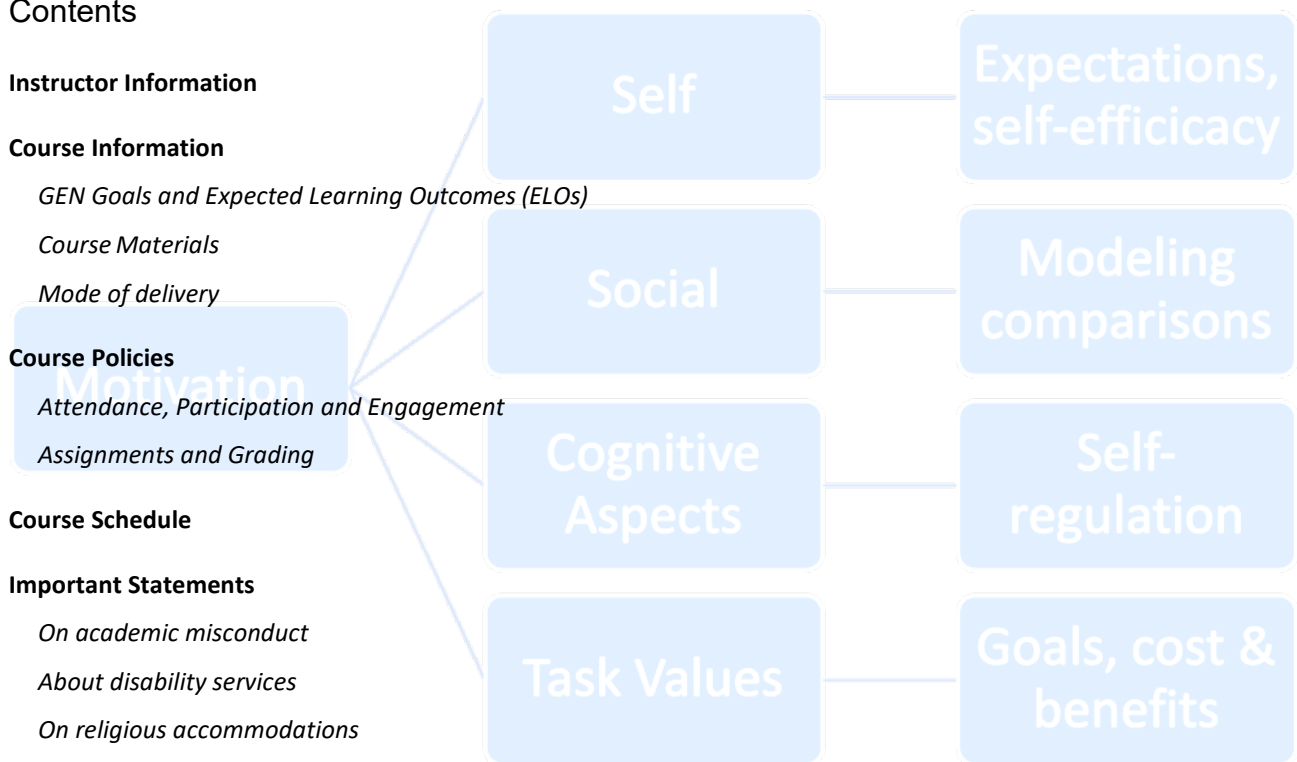 Contents
Instructor Information
Course Information
GEN Goals and Expected Learning Outcomes (ELOs)
Course Materials
Mode of delivery
Course Policies
Attendance, Participation and Engagement
Assignments and Grading
Course Schedule
Important Statements
On academic misconduct
About disability services
On religious accommodations
Motivation
Self
Expectations,
self-efficicacy
Social
Modeling
comparisons
Cognitive
Aspects
Self-
regulation
Task Values
Goals, cost &
benefits